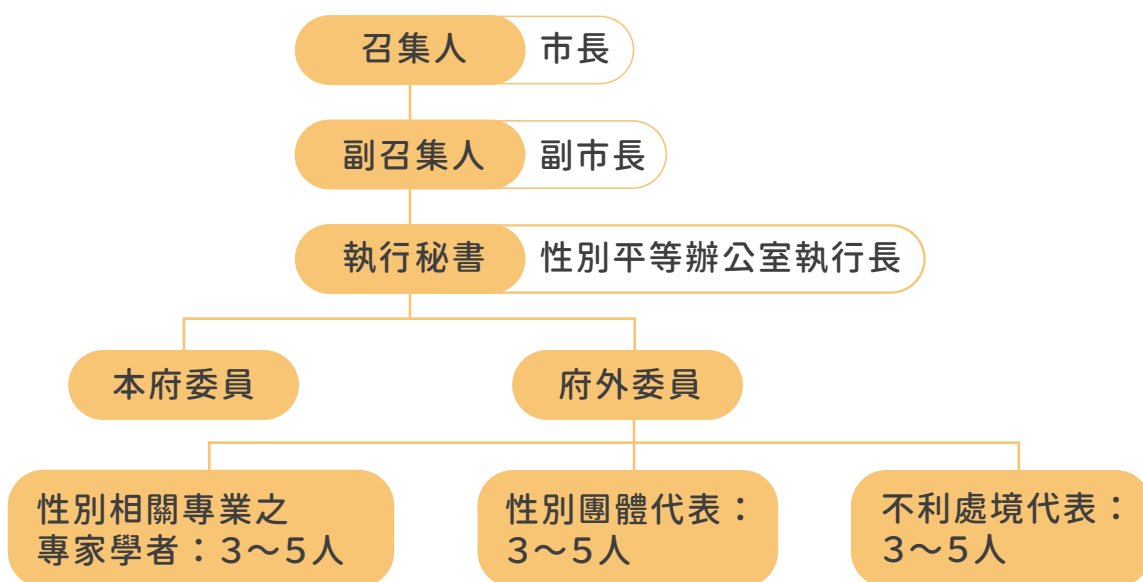 召集人 市長
副召集人 副市長
執行秘書 性別平等辦公室執行長
本府委員 府外委員
性別相關專業之
專家學者：3～5人
性別團體代表：
3～5人
不利處境代表：
3～5人